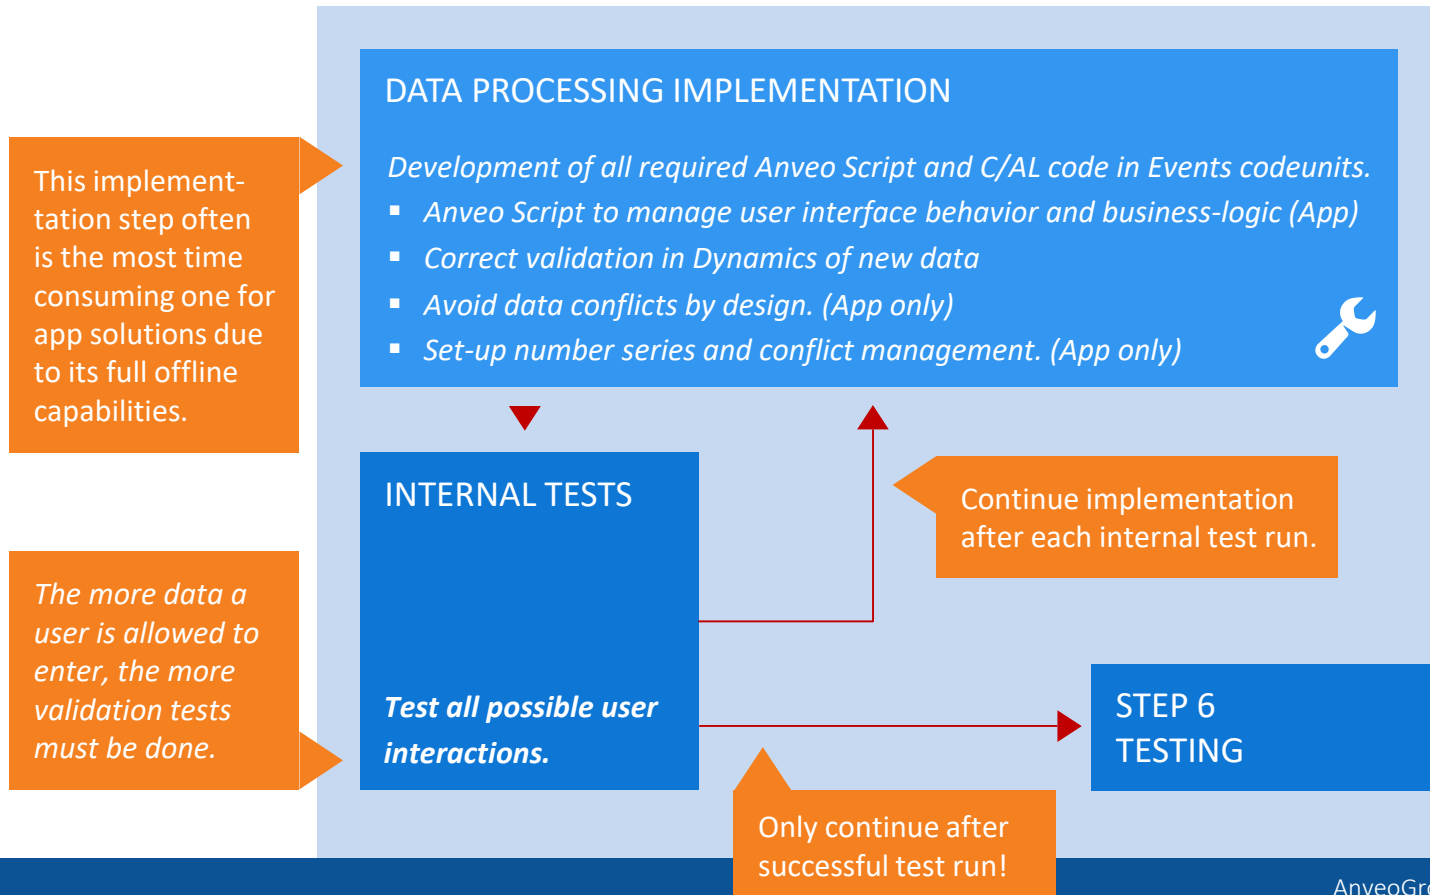 DATA PROCESSING IMPLEMENTATION
Development of all required Anveo Script and C/AL code in Events codeunits.
▪ Anveo Script to manage user interface behavior and business-logic (App)
▪ Correct validation in Dynamics of new data
▪ Avoid data conflicts by design. (App only)
▪ Set-up number series and conflict management. (App only)
This implement-
tation step often
is the most time
consuming one for
app solutions due
to its full offline
capabilities.
INTERNAL TESTS
Test all possible user
interactions.
Continue implementation
after each internal test run.
The more data a
user is allowed to
enter, the more
validation tests
must be done.
STEP 6
TESTING
Only continue after
successful test run!
AnveoGro